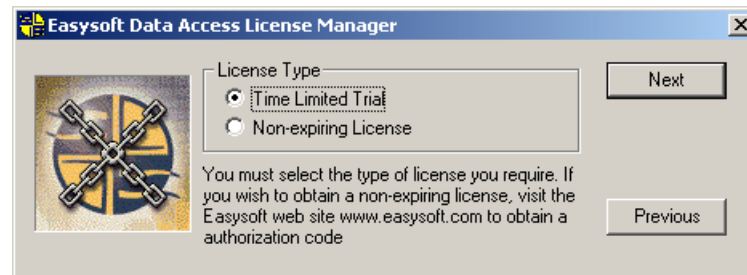 Easysoft Data Access License Manager
License Type
Time Limited Trial
Non-expiring License
Next
You must select the type of license you require. If
you wish to obtain a non-expiring license, visit the
Easysoft web site www.easysoft.com to obtain a
authorization code
Previous